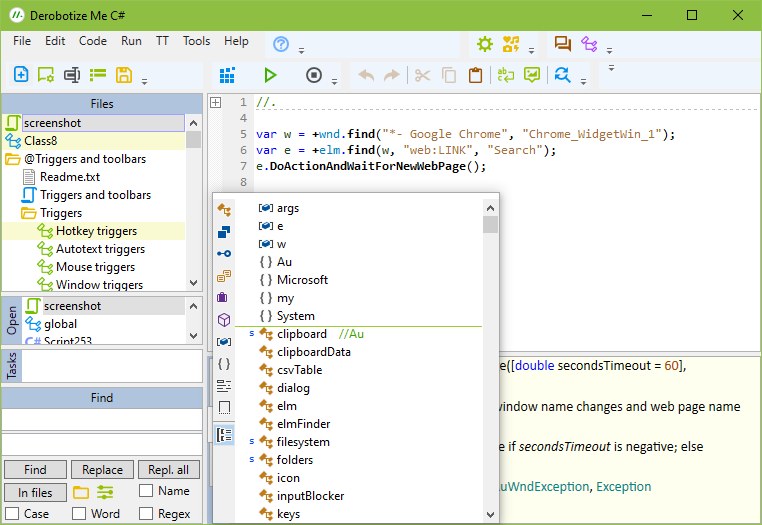 Derobotize Me C#
File Edit Code Run TT Tools Help
Files
screenshot
Class8
@Triggers and toolbars
Readme.txt
Triggers and toolbars
Triggers
Hotkey triggers
Autotext triggers
Mouse triggers
Window triggers
Open
screenshot
global
Script253
Tasks
Find
Find Replace Repl. all
In files Name
Case Word Regex
1 //.
4
5 var w = +wnd.find("*- Google Chrome", "Chrome_WidgetWin_1");
6 var e = +elm.find(w, "web:LINK", "Search");
7 e.DoActionAndWaitForNewWebPage();
8
args
e
w
{ } Au
{ } Microsoft
{ } my
{ } System
s clipboard //Au
clipboardData
csvTable
dialog
elm
elmFinder
s filesystem
s folders
icon
inputBlocker
keys
e([double secondsTimeout = 60],
window name changes and web page name
e if secondsTimeout is negative; else
AuWndException, Exception